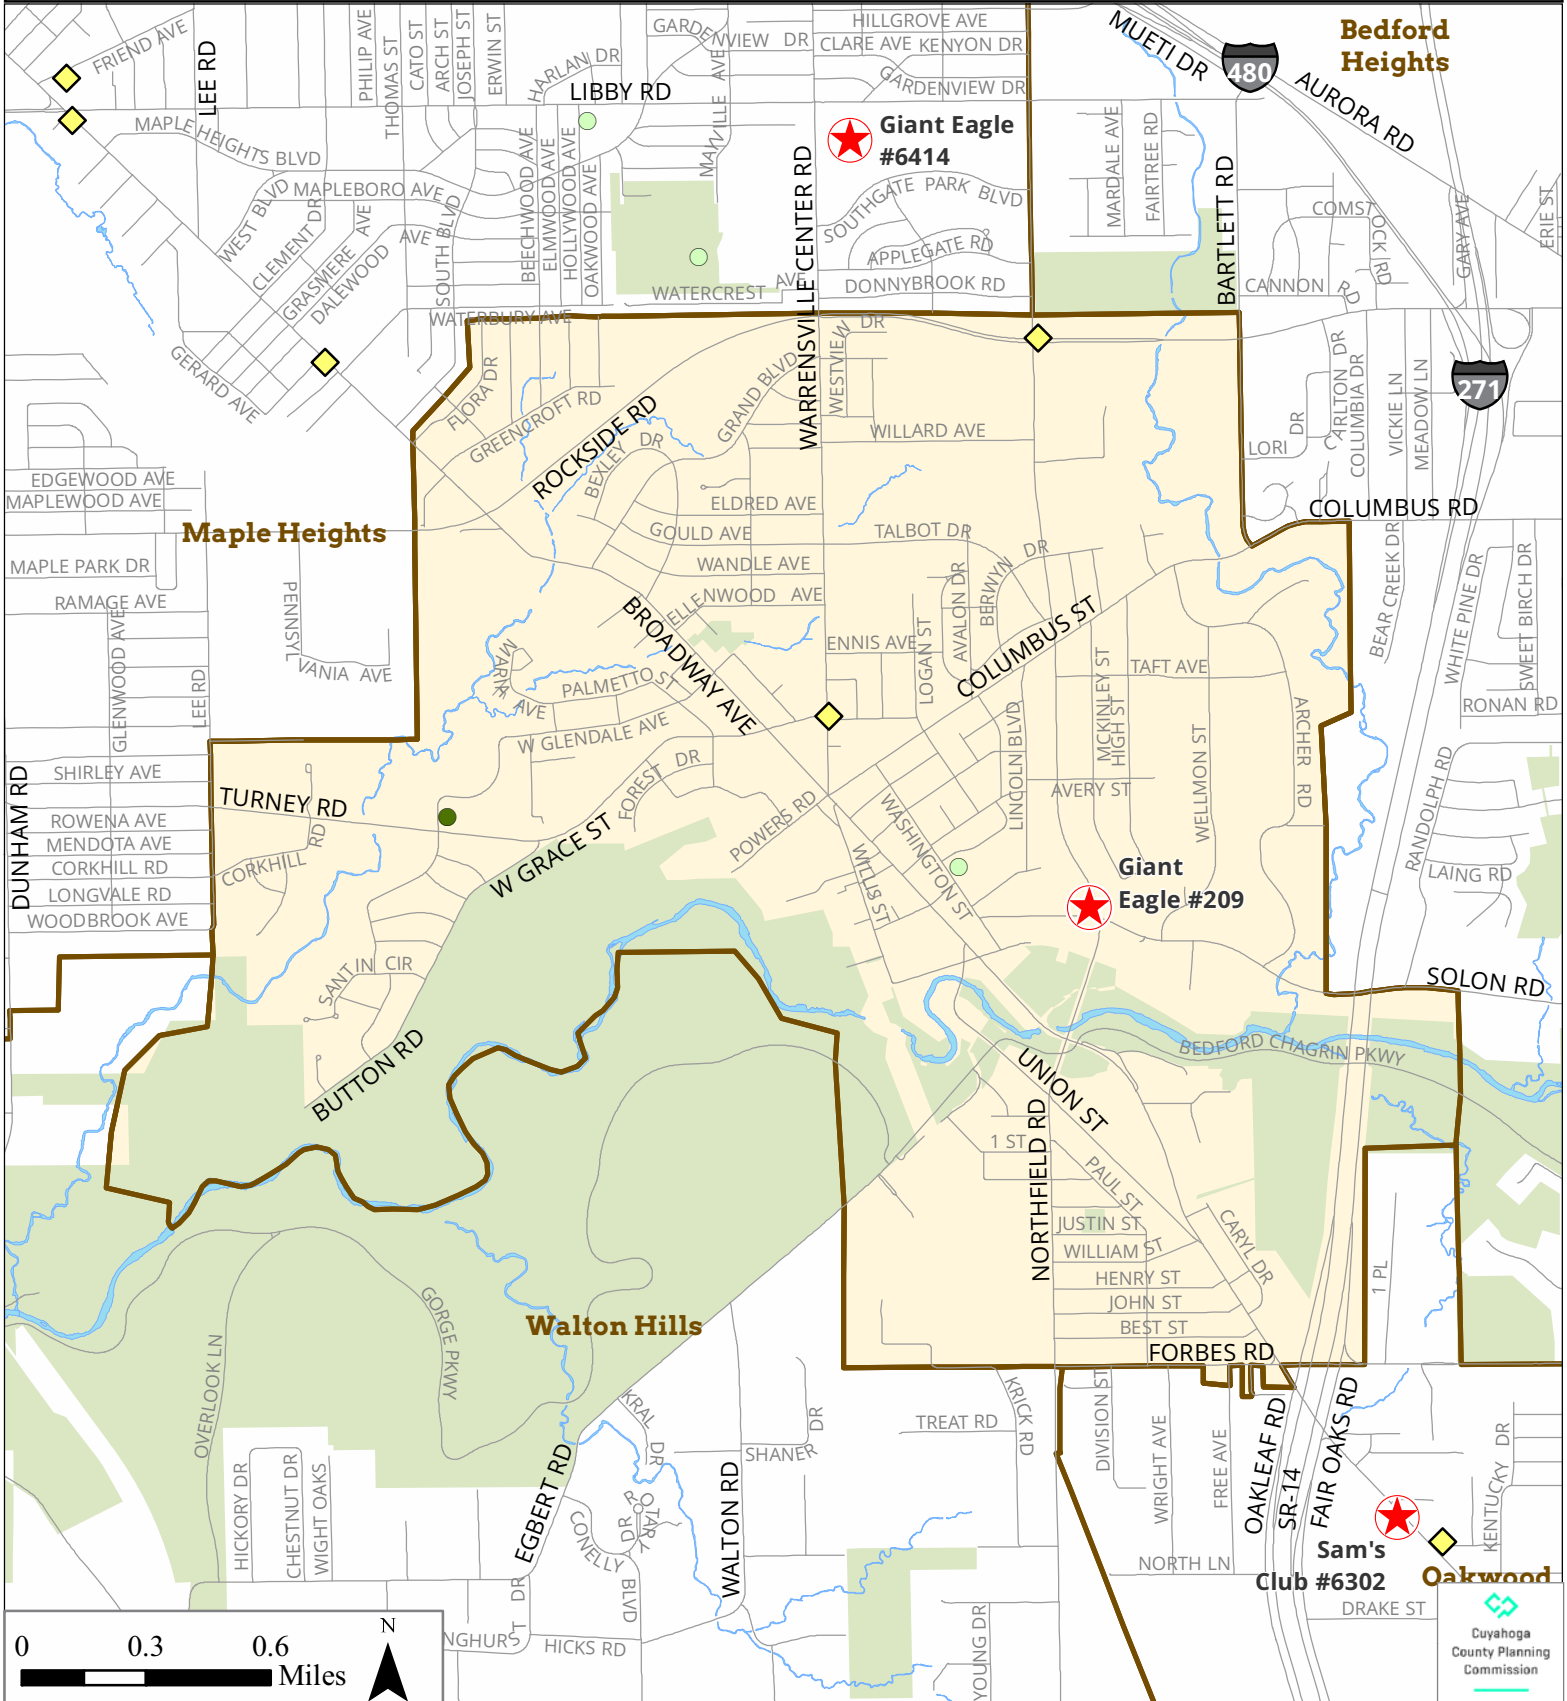 FRIEND AVE
LEE RD
PHILIP AVE
THOMAS ST
CATO ST
ARCH ST
JOSEPH ST
ERWIN ST
HARLAN DR
LIBBY RD
GARDENVIEW DR
MAYVILLE AVE
HILLGROVE AVE
CLARE AVE
KENYON DR
GARDENVIEW DR
MUETI DR
480
AURORA RD
Bedford
Heights
Giant Eagle
#6414
MAPLE HEIGHTS BLVD
MAPLEBORO AVE
WEST BLVD
CLEMENT DR
GRASMERE AVE
DALEWOOD AVE
SOUTH BLVD
BEECHWOOD AVE
ELMWOOD AVE
HOLLYWOOD AVE
OAKWOOD AVE
WARRENSVILLE CENTER RD
SOUTHGATE PARK BLVD
APPLEGATE RD
DONNYBROOK RD
WATERCREST AVE
WATERBURY AVE
MARDALE AVE
FAIRTREE RD
BARTLETT RD
COMSTOCK RD
GARY AVE
ERIE ST
CANNON RD
GERARD AVE
FLORA DR
GREENCROFT RD
ROCKSIDE RD
BEXLEY DR
GRAND BLVD
WESTVIEW DR
WILLARD AVE
LORI DR
CARLTON DR
COLUMBIA DR
VICKIE LN
MEADOW LN
271
COLUMBUS RD
EDGEWOOD AVE
MAPLEWOOD AVE
Maple Heights
MAPLE PARK DR
RAMAGE AVE
GLENWOOD AVE
PENNSYLVANIA AVE
LEE RD
ELDRED AVE
GOULD AVE
TALBOT DR
WANDLE AVE
ELLENWOOD AVE
BROADWAY AVE
ENNIS AVE
LOGAN ST
AVALON DR
BERWYN DR
COLUMBUS ST
TAFT AVE
MCKINLEY ST
HIGH ST
ARCHER RD
BEAR CREEK DR
WHITE PINE DR
SWEET BIRCH DR
RONAN RD
PALMETTO ST
W GLENDALE AVE
FOREST DR
SHIRLEY AVE
TURNEY RD
DUNHAM RD
ROWENA AVE
MENDOTA AVE
CORKHILL RD
CORKHILL RD
LONGVALE RD
WOODBROOK AVE
W GRACE ST
POWERS RD
WILLIS ST
WASHINGTON ST
LINCOLN BLVD
AVERY ST
WELLMON ST
RANDOLPH RD
LAING RD
Giant
Eagle #209
SANTIN CIR
BUTTON RD
SOLON RD
BEDFORD CHAGRIN PKWY
UNION ST
NORTHFIELD RD
1 ST
PAUL ST
JUSTIN ST
WILLIAM ST
HENRY ST
JOHN ST
BEST ST
CARYL DR
1 PL
FORBES RD
GORGE PKWY
OVERLOOK LN
Walton Hills
KRAL DR
SHANER DR
TREAT RD
KRICK RD
DIVISION ST
WRIGHT AVE
FREE AVE
OAKLEAF RD
SR-14
FAIR OAKS RD
KENTUCKY DR
HICKORY DR
CHESTNUT DR
WIGHT OAKS
EGBERT RD
CONELLY BLVD
WALTON RD
NORTH LN
Sam's
Club #6302
Oakwood
DRAKE ST
HICKS RD
YOUNG DR
0 0.3 0.6
Miles
N
Cuyahoga
County Planning
Commission